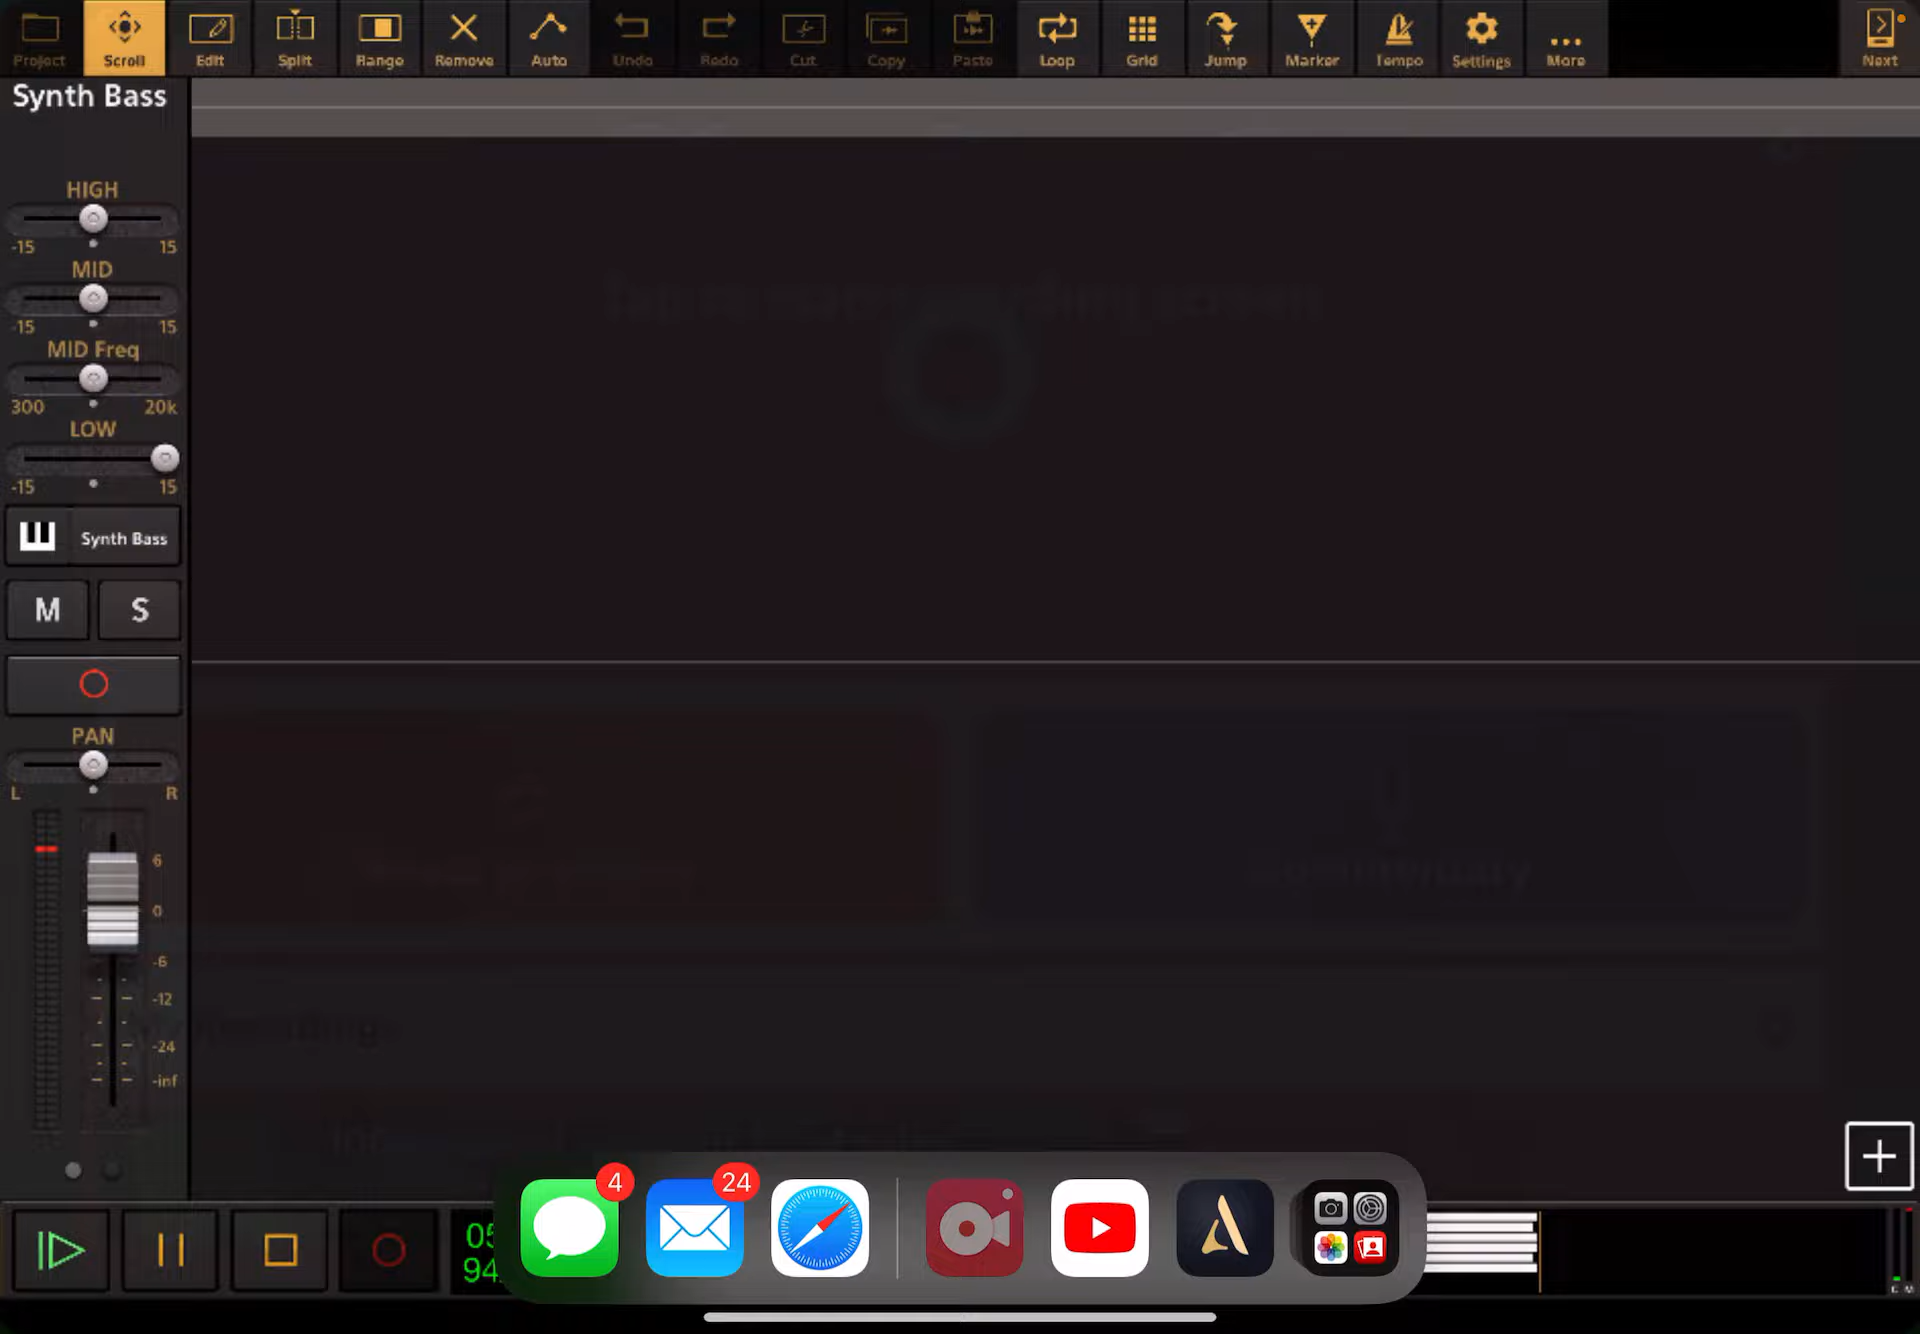 Project Scroll Edit Split Range Remove Auto Undo Redo Cut Copy Paste Loop Grid Jump Marker Tempo Settings More Next
Synth Bass
HIGH
-15 15
MID
-15 15
MID Freq
300 20k
LOW
-15 15
Synth Bass
M S
PAN
L R
6
0
-6
-12
-24
-inf
4
24
05
94
C M